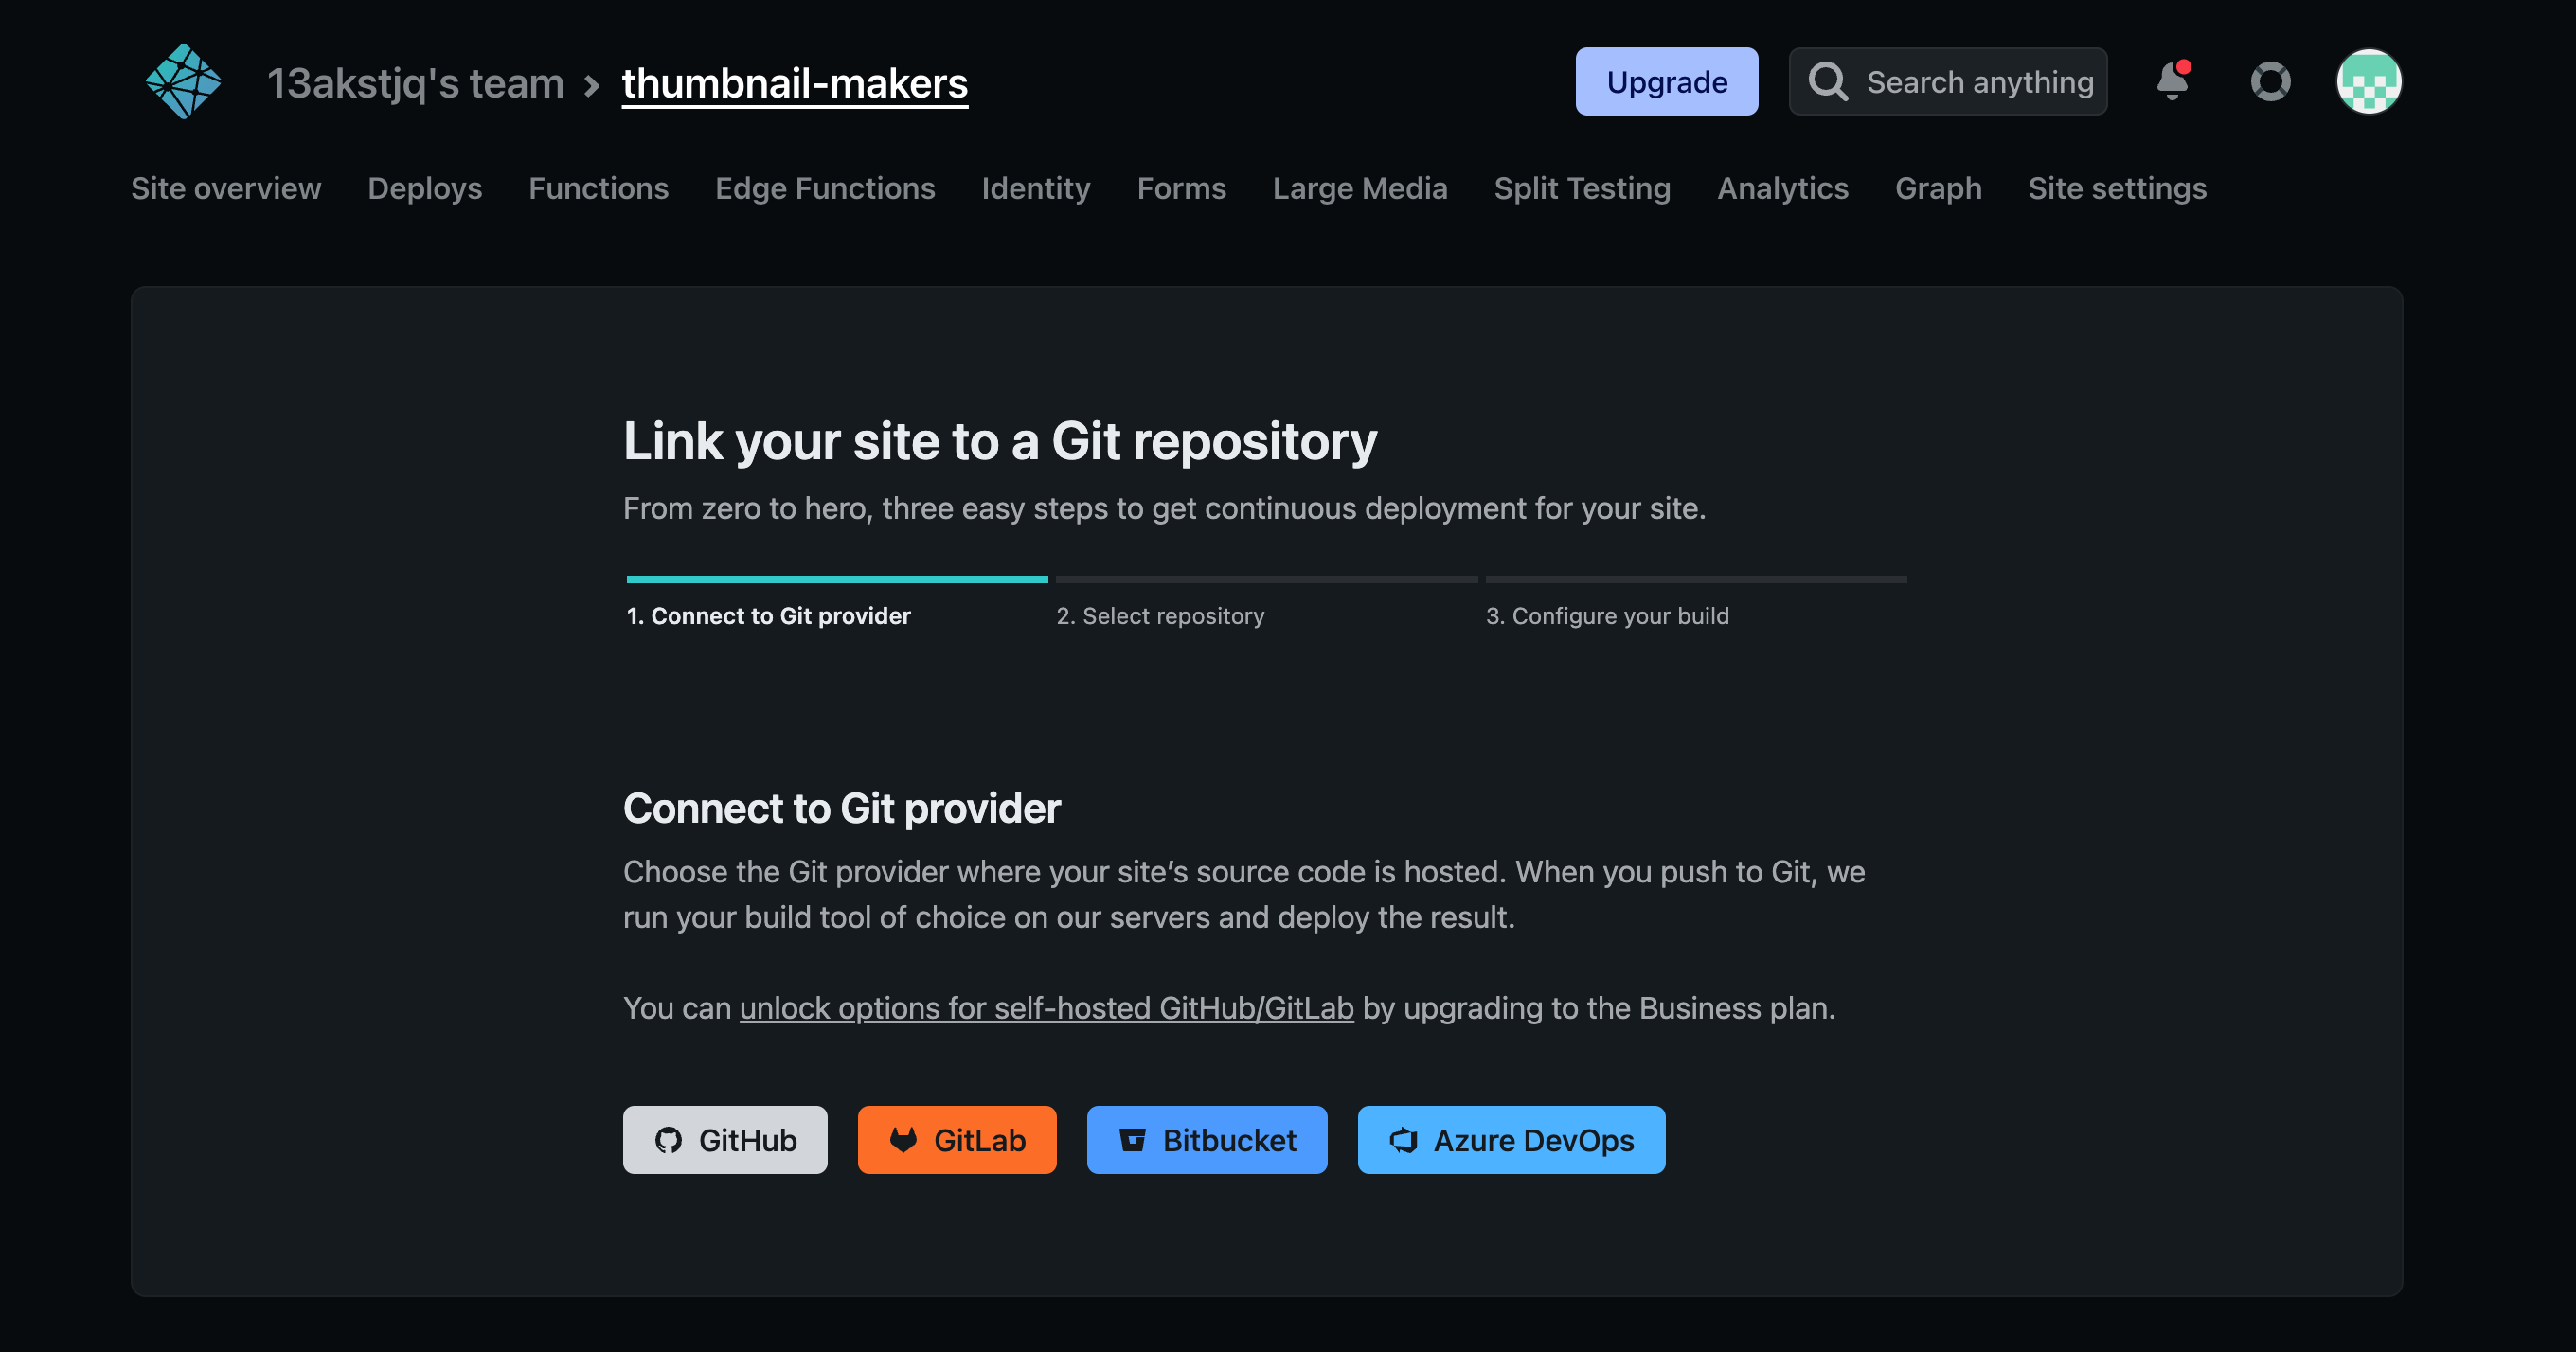 13akstjq's team > thumbnail-makers
Upgrade
Search anything
Site overview Deploys Functions Edge Functions Identity Forms Large Media Split Testing Analytics Graph Site settings
Link your site to a Git repository
From zero to hero, three easy steps to get continuous deployment for your site.
1. Connect to Git provider
2. Select repository
3. Configure your build
Connect to Git provider
Choose the Git provider where your site’s source code is hosted. When you push to Git, we
run your build tool of choice on our servers and deploy the result.
You can unlock options for self-hosted GitHub/GitLab by upgrading to the Business plan.
GitHub
GitLab
Bitbucket
Azure DevOps